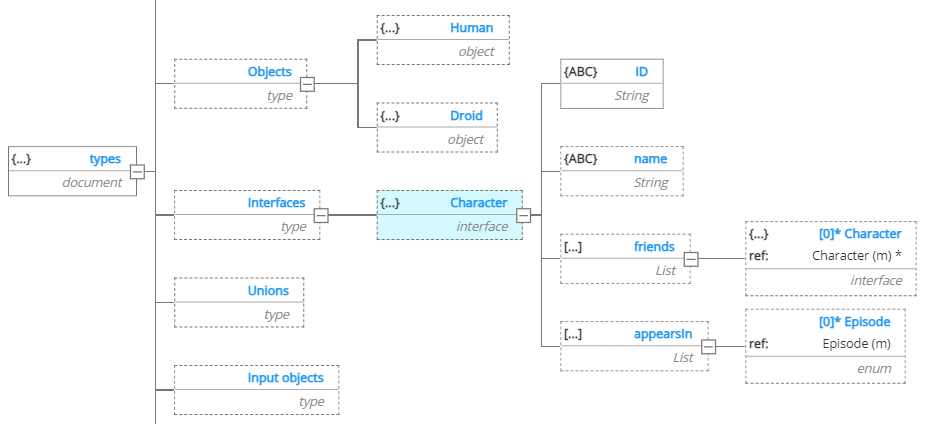 {...} types
document
Objects
type
{...} Human
object
{...} Droid
object
Interfaces
type
{...} Character
interface
{ABC} ID
String
{ABC} name
String
[...] friends
List
{...} [0]* Character
ref: Character (m) *
interface
[...] appearsIn
List
[0]* Episode
ref: Episode (m)
enum
Unions
type
Input objects
type